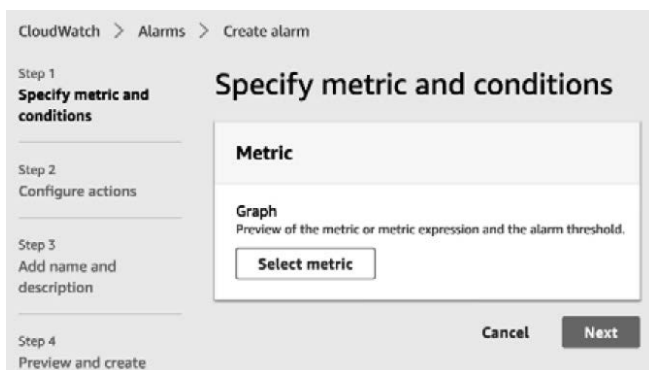 CloudWatch > Alarms > Create alarm
Step 1
Specify metric and
conditions
Step 2
Configure actions
Step 3
Add name and
description
Step 4
Preview and create
Specify metric and conditions
Metric
Graph
Preview of the metric or metric expression and the alarm threshold.
Select metric
Cancel
Next